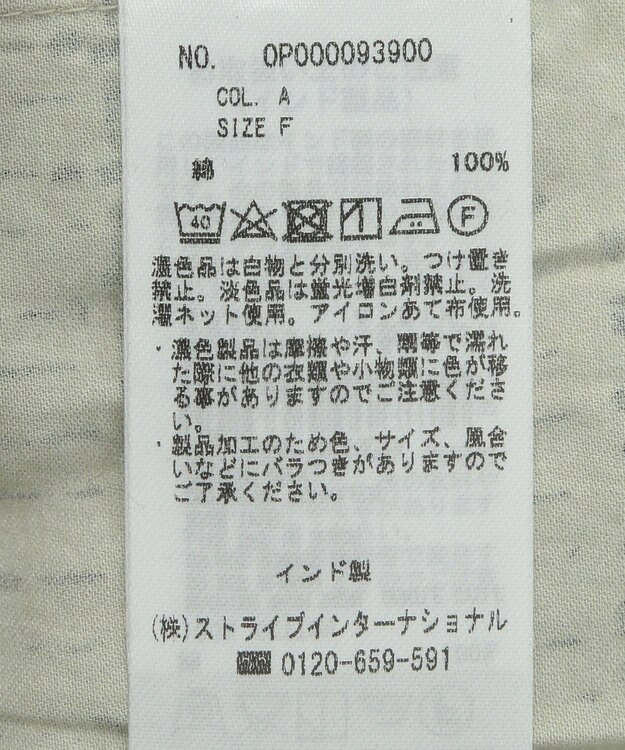 NO. OP000093900
COL. A
SIZE F
綿 100%
40 F
濃色品は白物と分別洗い。つけ置き
禁止。淡色品は蛍光増白剤禁止。洗
濯ネット使用。アイロンあて布使用。
・濃色製品は摩擦や汗、雨等で濡れ
た際に他の衣類や小物類に色が移
る事がありますのでご注意くださ
い。
・製品加工のため色、サイズ、風合
いなどにバラつきがありますので
ご了承ください。
インド製
(株)ストライプインターナショナル
0120-659-591